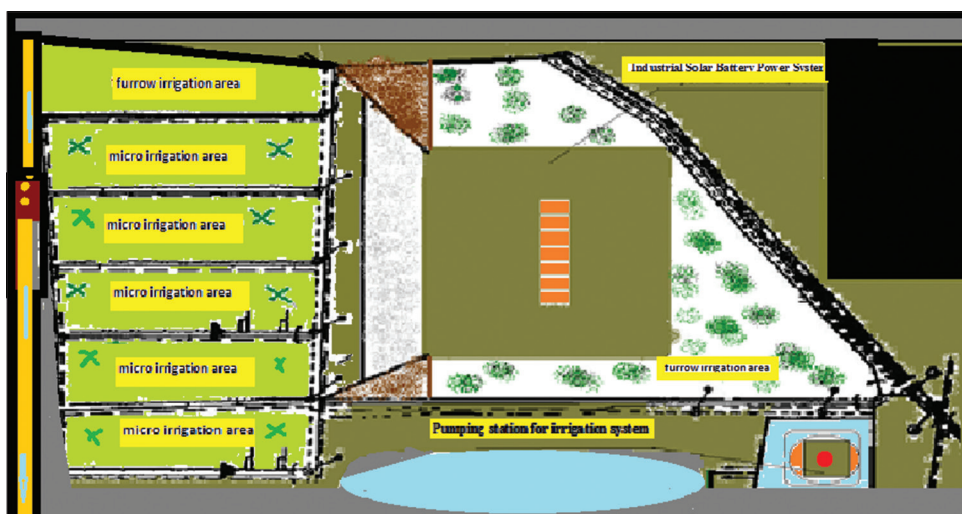 Industrial Solar Battery Power System
furrow irrigation area
micro irrigation area
micro irrigation area
micro irrigation area
micro irrigation area
furrow irrigation area
micro irrigation area
Pumping station for irrigation system